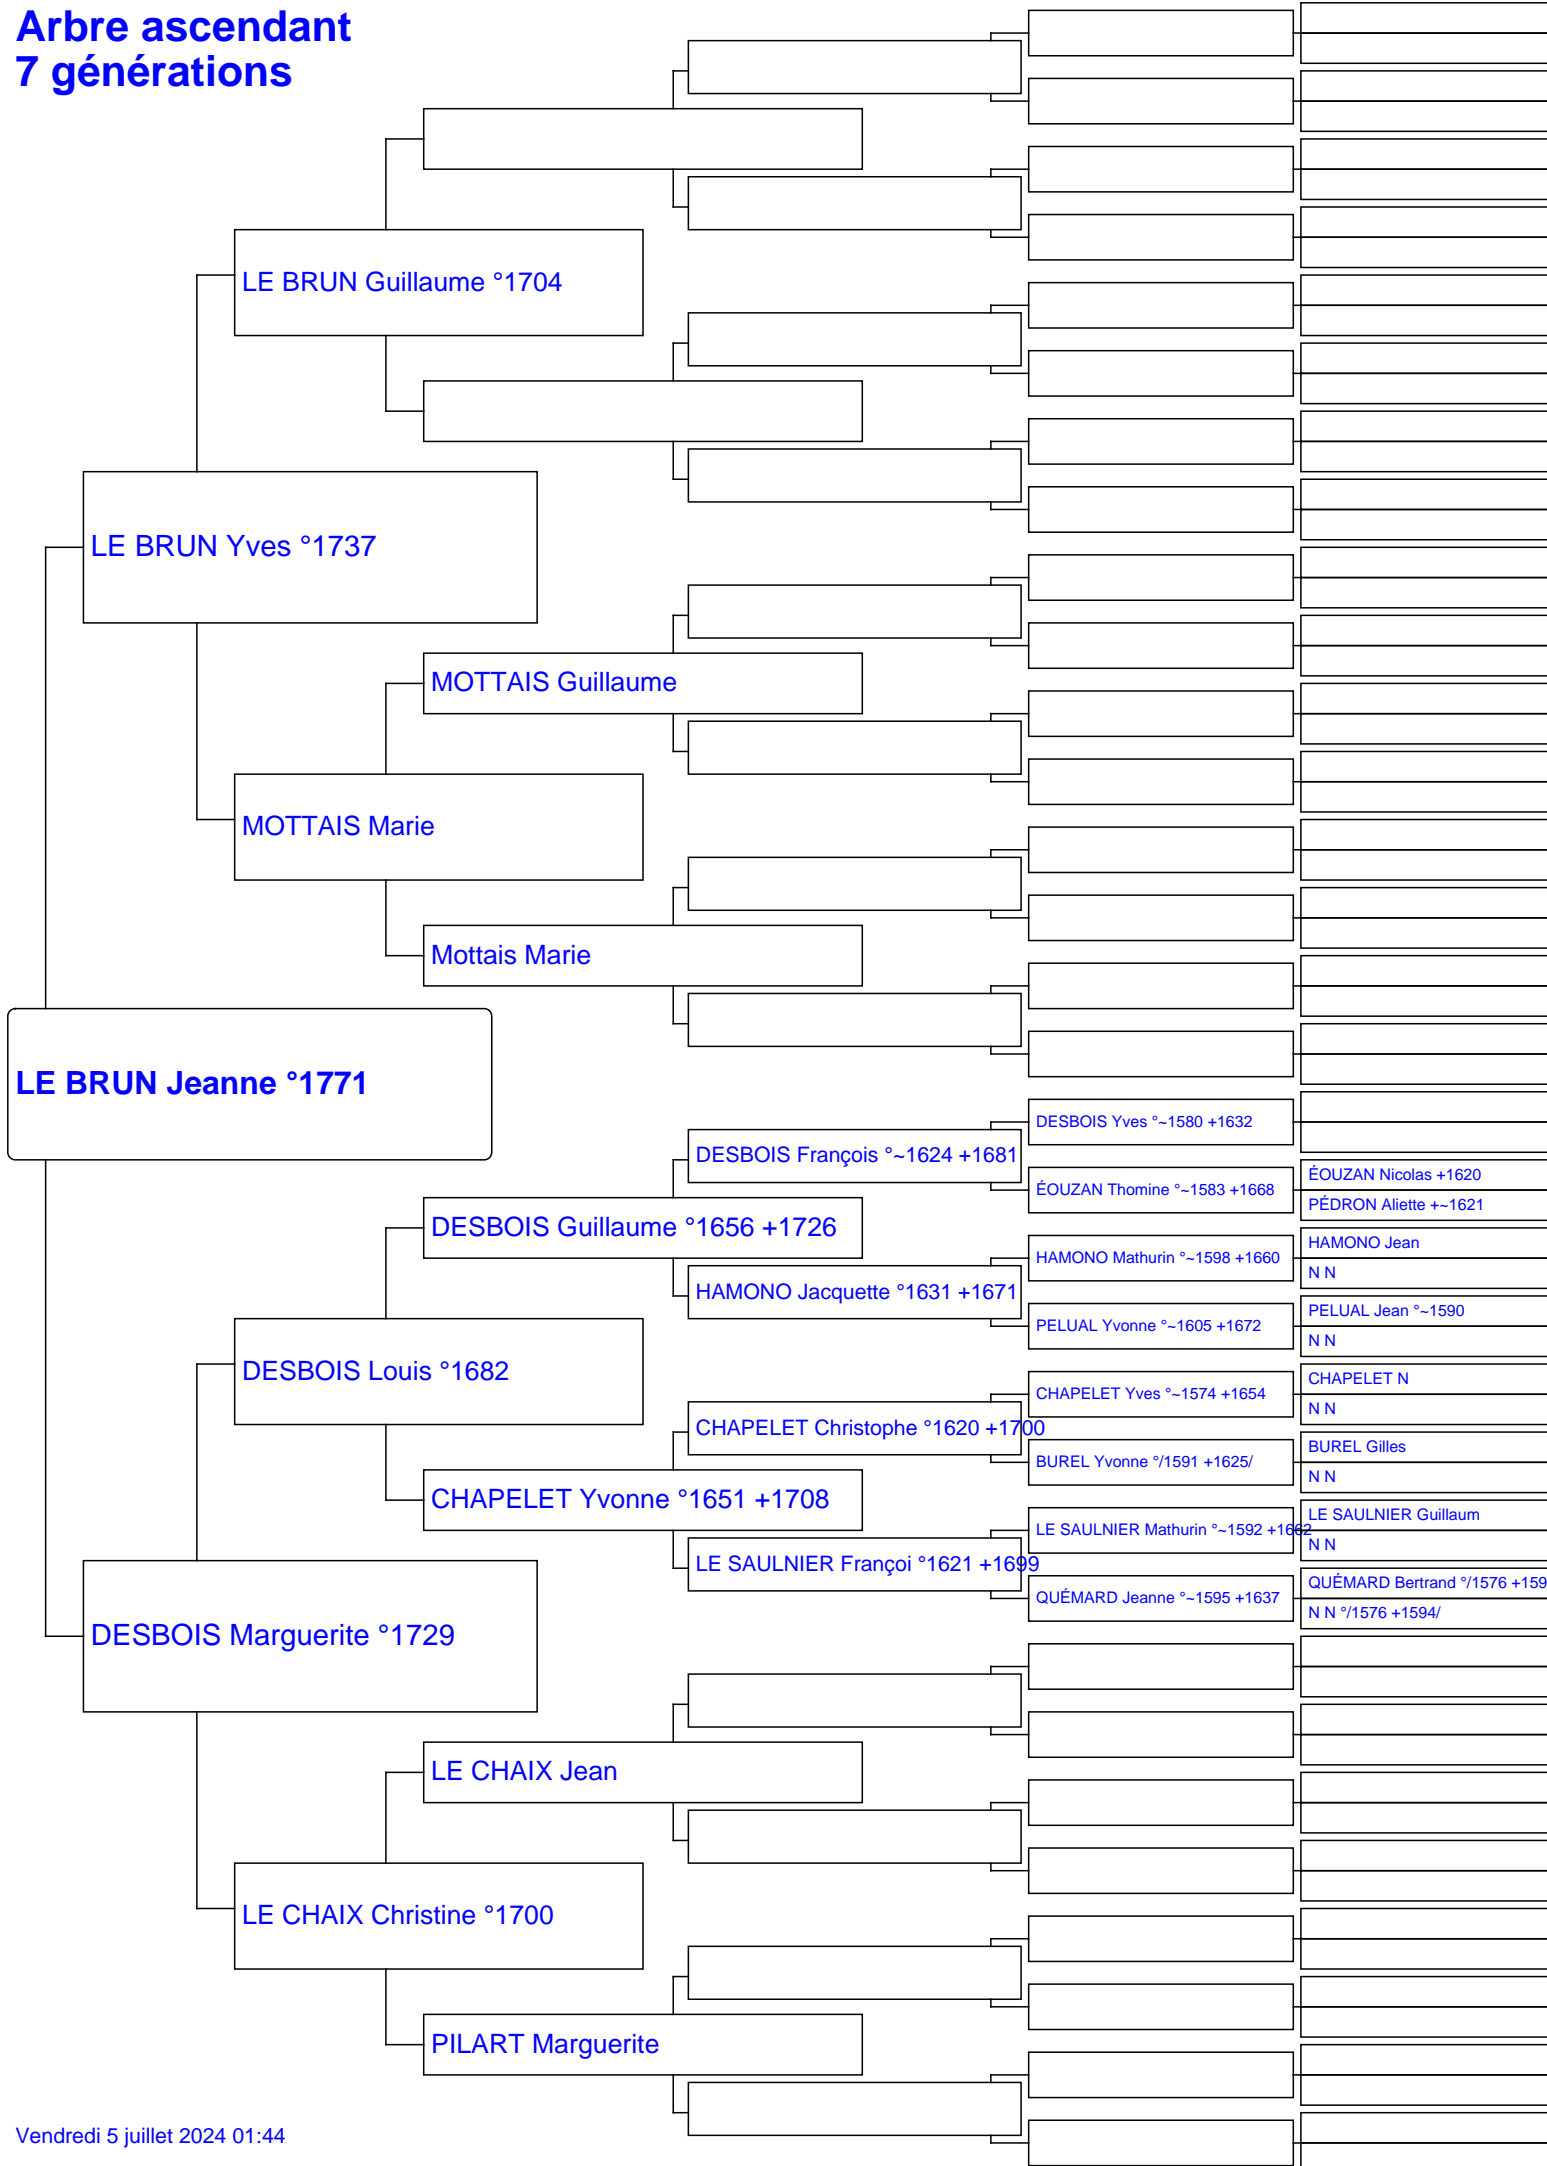 Arbre ascendant
7 générations
LE BRUN Guillaume °1704
LE BRUN Yves °1737
MOTTAIS Guillaume
MOTTAIS Marie
Mottais Marie
LE BRUN Jeanne °1771
DESBOIS Yves °~1580 +1632
DESBOIS François °~1624 +1681
ÉOUZAN Nicolas +1620
ÉOUZAN Thomine °~1583 +1668
PÉDRON Aliette +~1621
DESBOIS Guillaume °1656 +1726
HAMONO Jean
HAMONO Mathurin °~1598 +1660
N N
HAMONO Jacquette °1631 +1671
PELUAL Jean °~1590
PELUAL Yvonne °~1605 +1672
N N
DESBOIS Louis °1682
CHAPELET N
CHAPELET Yves °~1574 +1654
N N
CHAPELET Christophe °1620 +1700
BUREL Gilles
BUREL Yvonne °/1591 +1625/
N N
CHAPELET Yvonne °1651 +1708
LE SAULNIER Guillaum
LE SAULNIER Mathurin °~1592 +1662
N N
LE SAULNIER Françoi °1621 +1699
QUÉMARD Bertrand °/1576 +159
QUÉMARD Jeanne °~1595 +1637
N N °/1576 +1594/
DESBOIS Marguerite °1729
LE CHAIX Jean
LE CHAIX Christine °1700
PILART Marguerite
Vendredi 5 juillet 2024 01:44